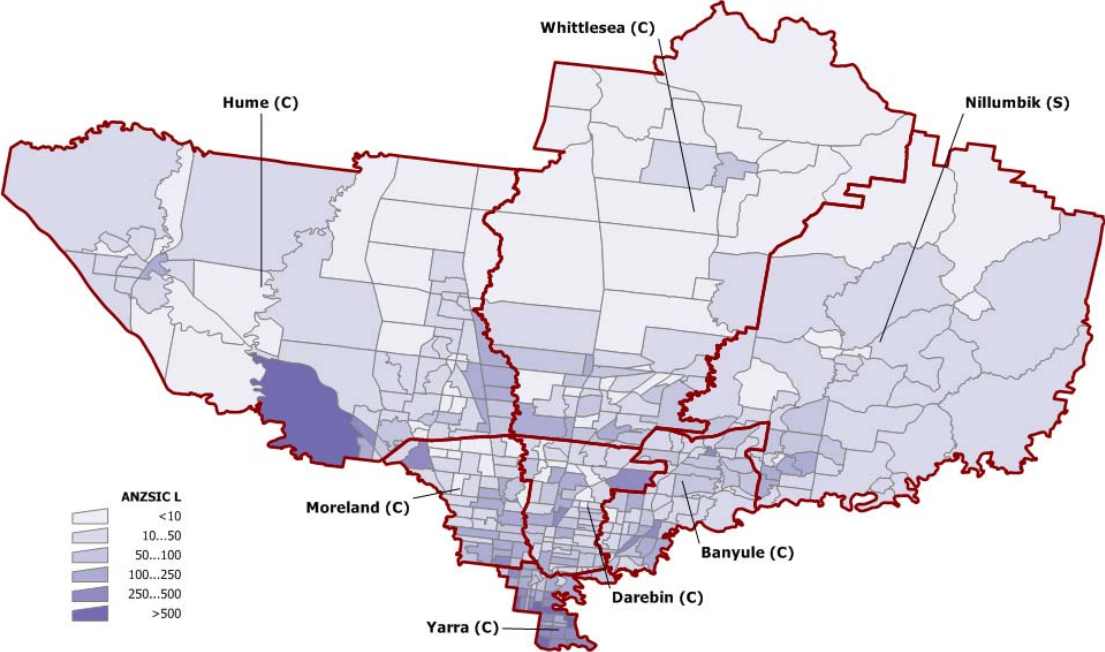 Whittlesea (C)
Hume (C)
Nillumbik (S)
ANZSIC L
<10
10...50
50...100
100...250
250...500
>500
Moreland (C)
Banyule (C)
Darebin (C)
Yarra (C)